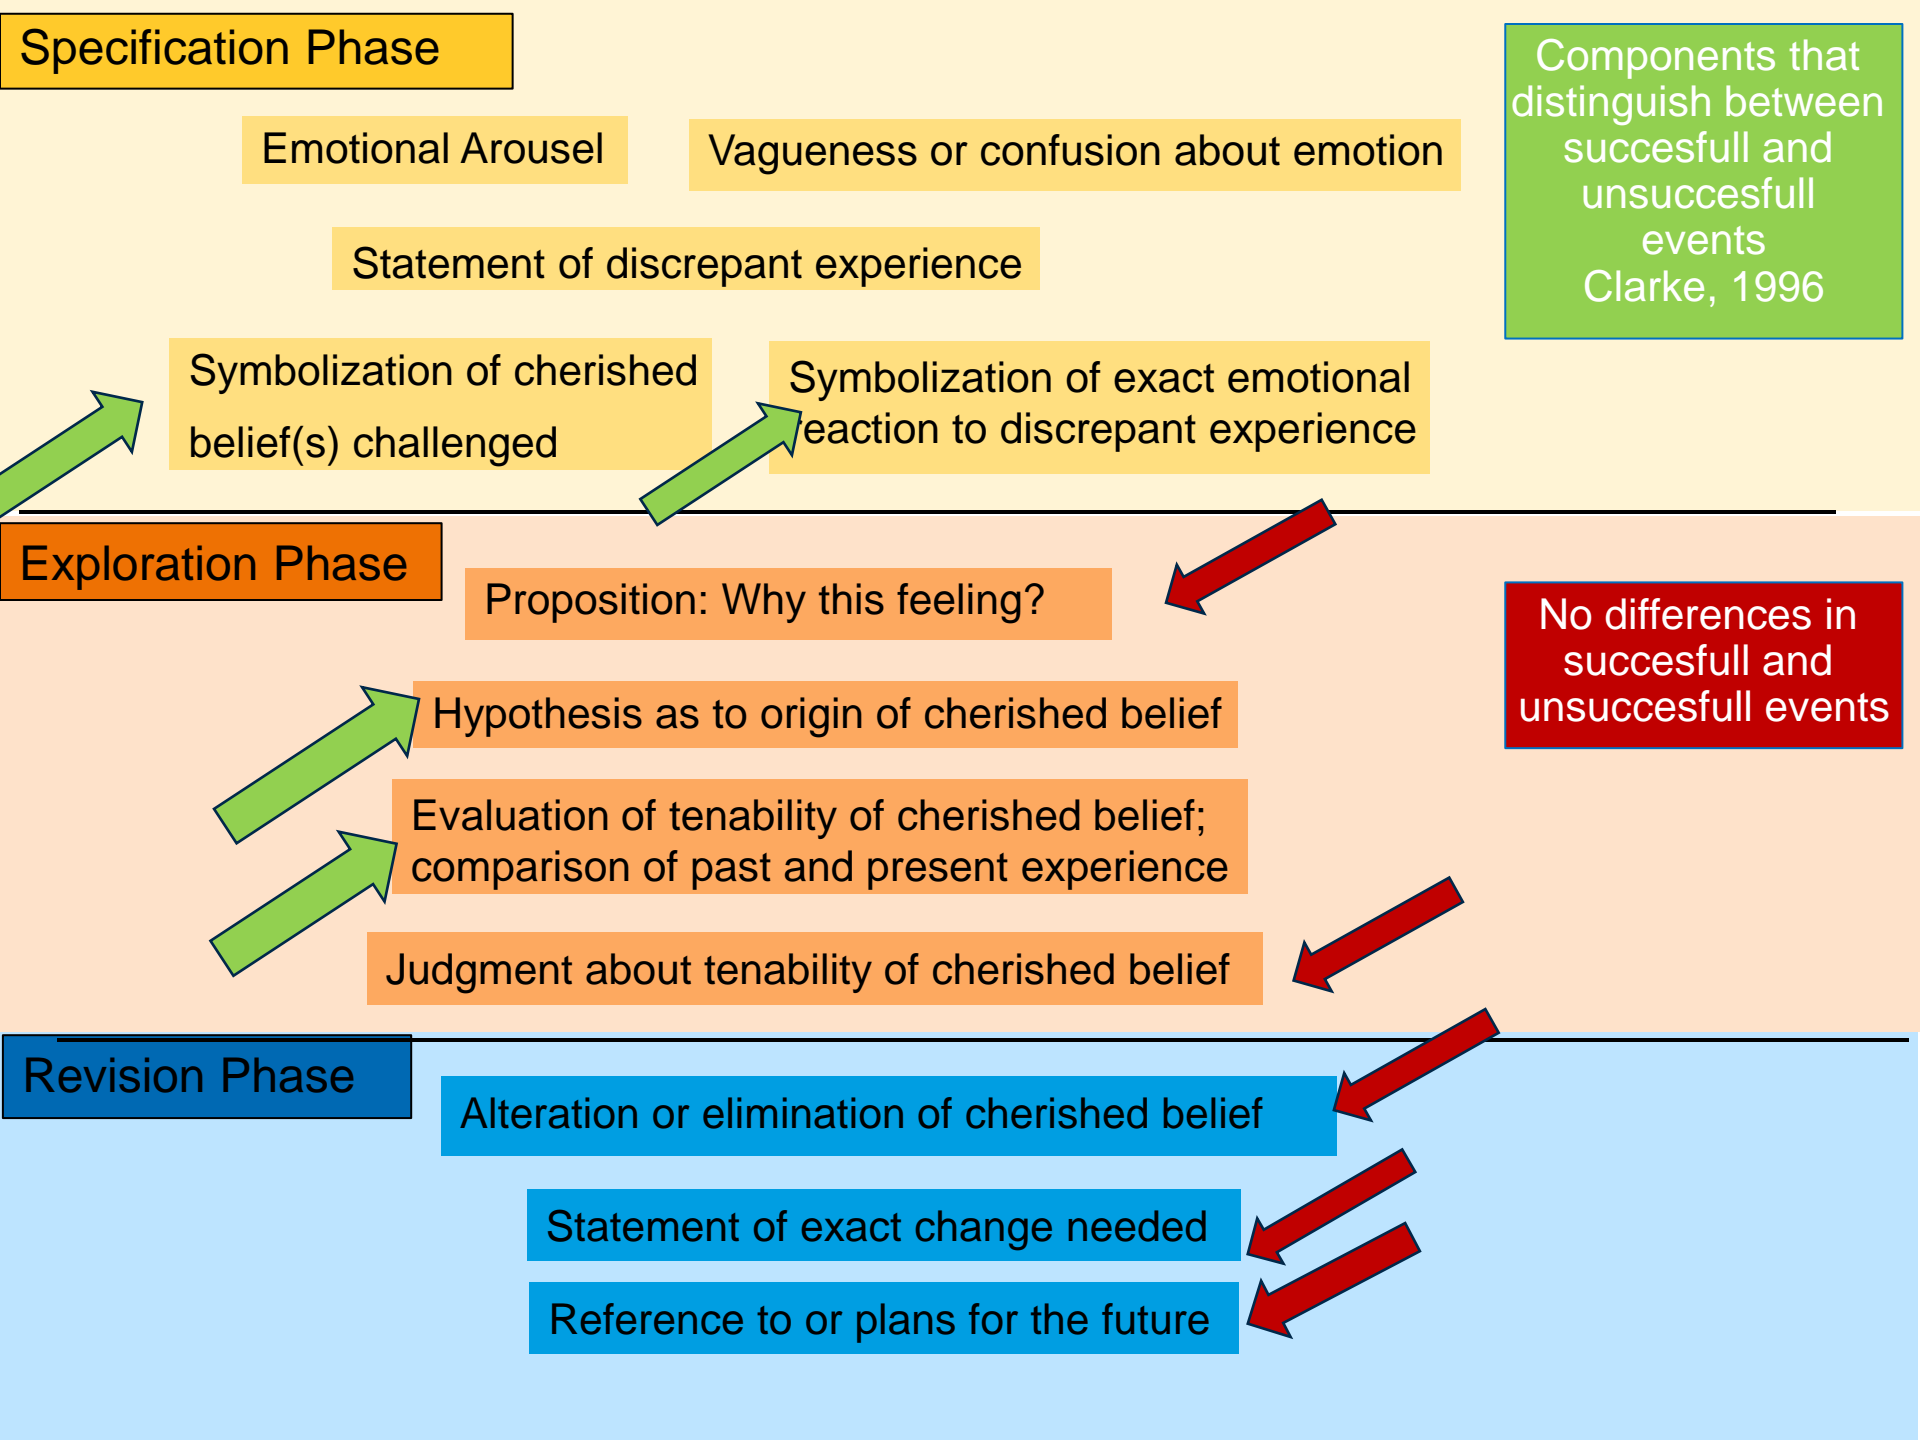 Specification Phase
Components that
distinguish between
succesfull and
unsuccesfull
events
Clarke, 1996
Emotional Arousel
Vagueness or confusion about emotion
Statement of discrepant experience
Symbolization of cherished
belief(s) challenged
Symbolization of exact emotional
reaction to discrepant experience
Exploration Phase
Proposition: Why this feeling?
No differences in
succesfull and
unsuccesfull events
Hypothesis as to origin of cherished belief
Evaluation of tenability of cherished belief;
comparison of past and present experience
Judgment about tenability of cherished belief
Revision Phase
Alteration or elimination of cherished belief
Statement of exact change needed
Reference to or plans for the future